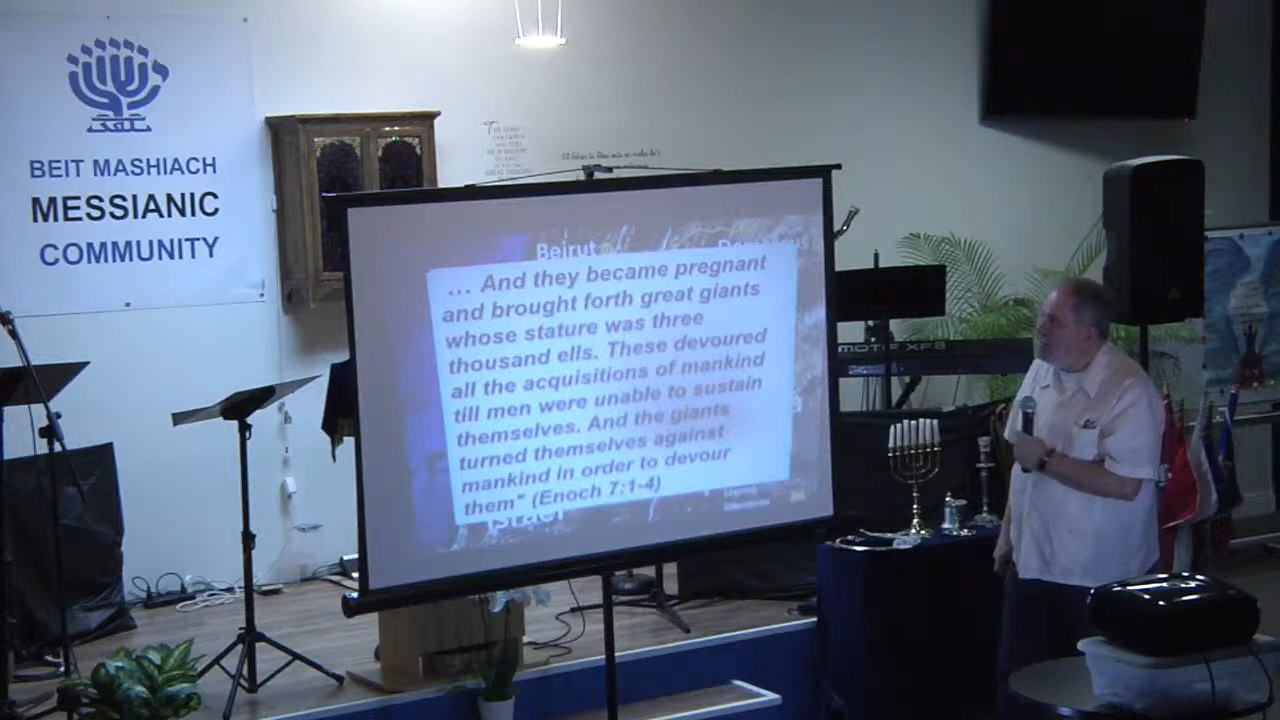 BEIT MASHIACH
MESSIANIC
COMMUNITY
Beirut
... And they became pregnant
and brought forth great giants
whose stature was three
thousand ells. These devoured
all the acquisitions of mankind
till men were unable to sustain
themselves. And the giants
turned themselves against
mankind in order to devour
them" (Enoch 7:1-4)
Israel
MOTIF XF8